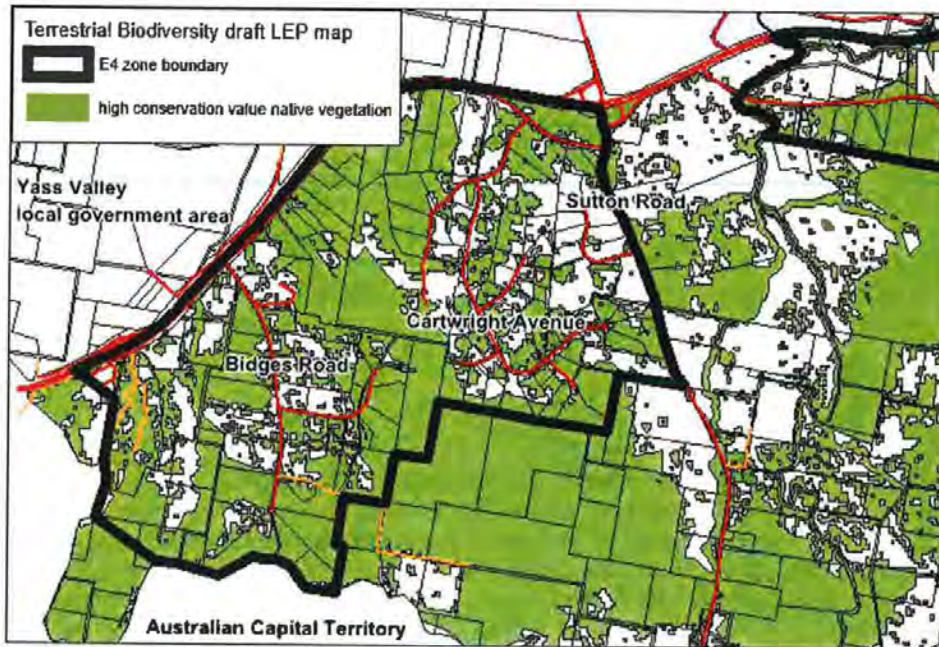 Terrestrial Biodiversity draft LEP map
E4 zone boundary
high conservation value native vegetation
N
Yass Valley
local government area
Sutton Road
Cartwright Avenue
Bidges Road
Australian Capital Territory